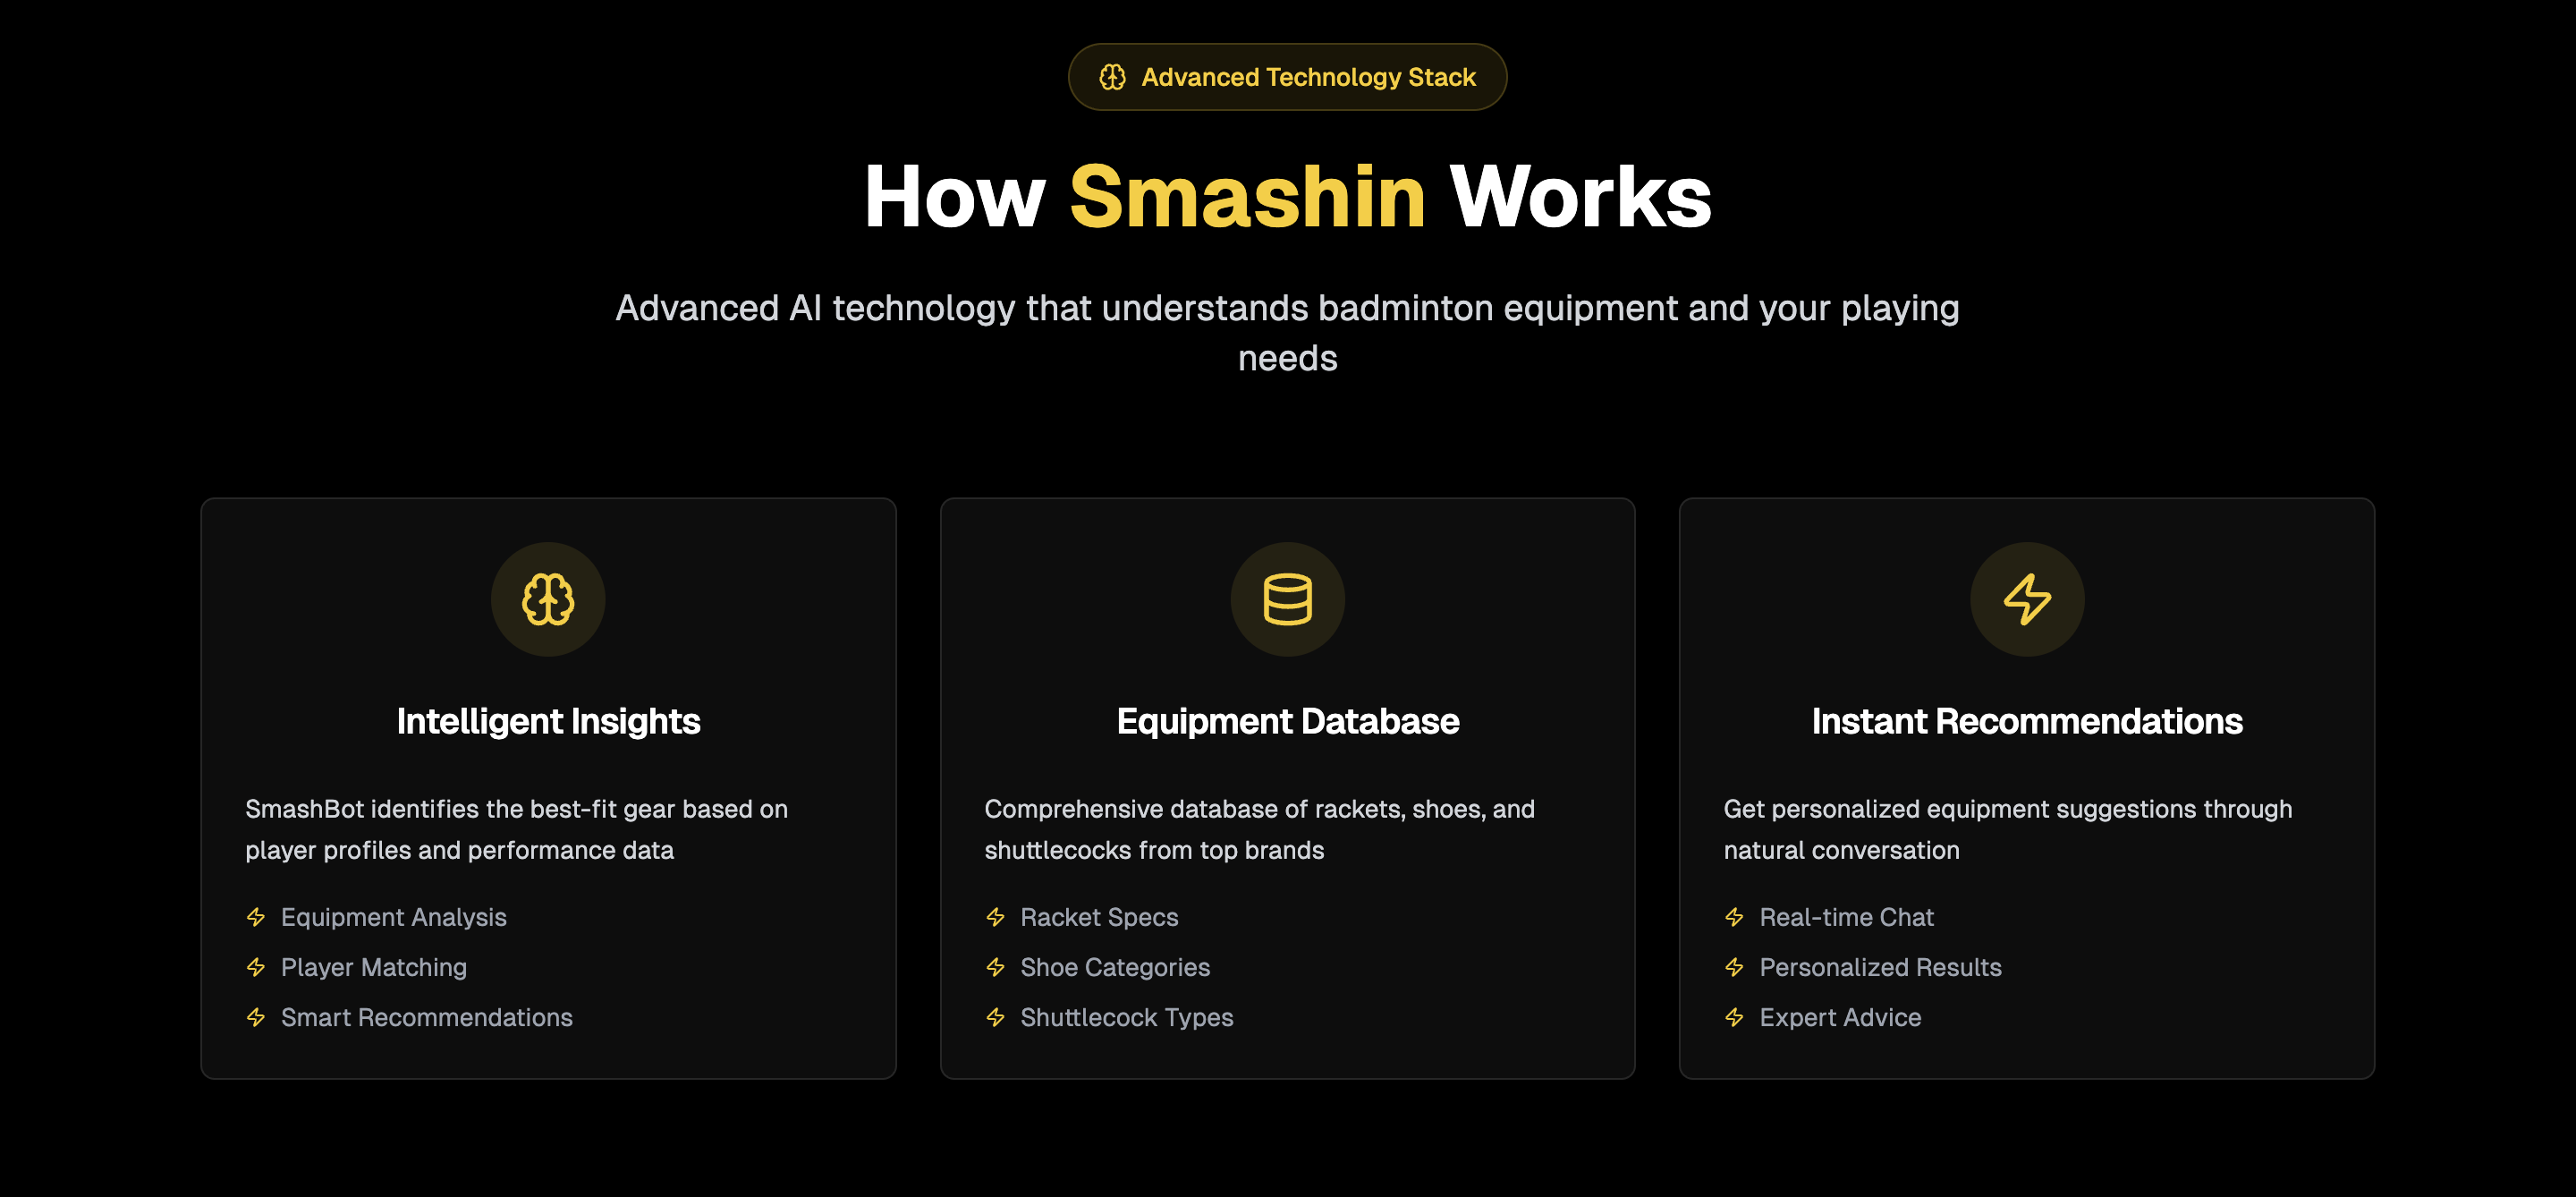 Advanced Technology Stack
How Smashin Works
Advanced AI technology that understands badminton equipment and your playing
needs
Intelligent Insights
SmashBot identifies the best-fit gear based on
player profiles and performance data
Equipment Analysis
Player Matching
Smart Recommendations
Equipment Database
Comprehensive database of rackets, shoes, and
shuttlecocks from top brands
Racket Specs
Shoe Categories
Shuttlecock Types
Instant Recommendations
Get personalized equipment suggestions through
natural conversation
Real-time Chat
Personalized Results
Expert Advice